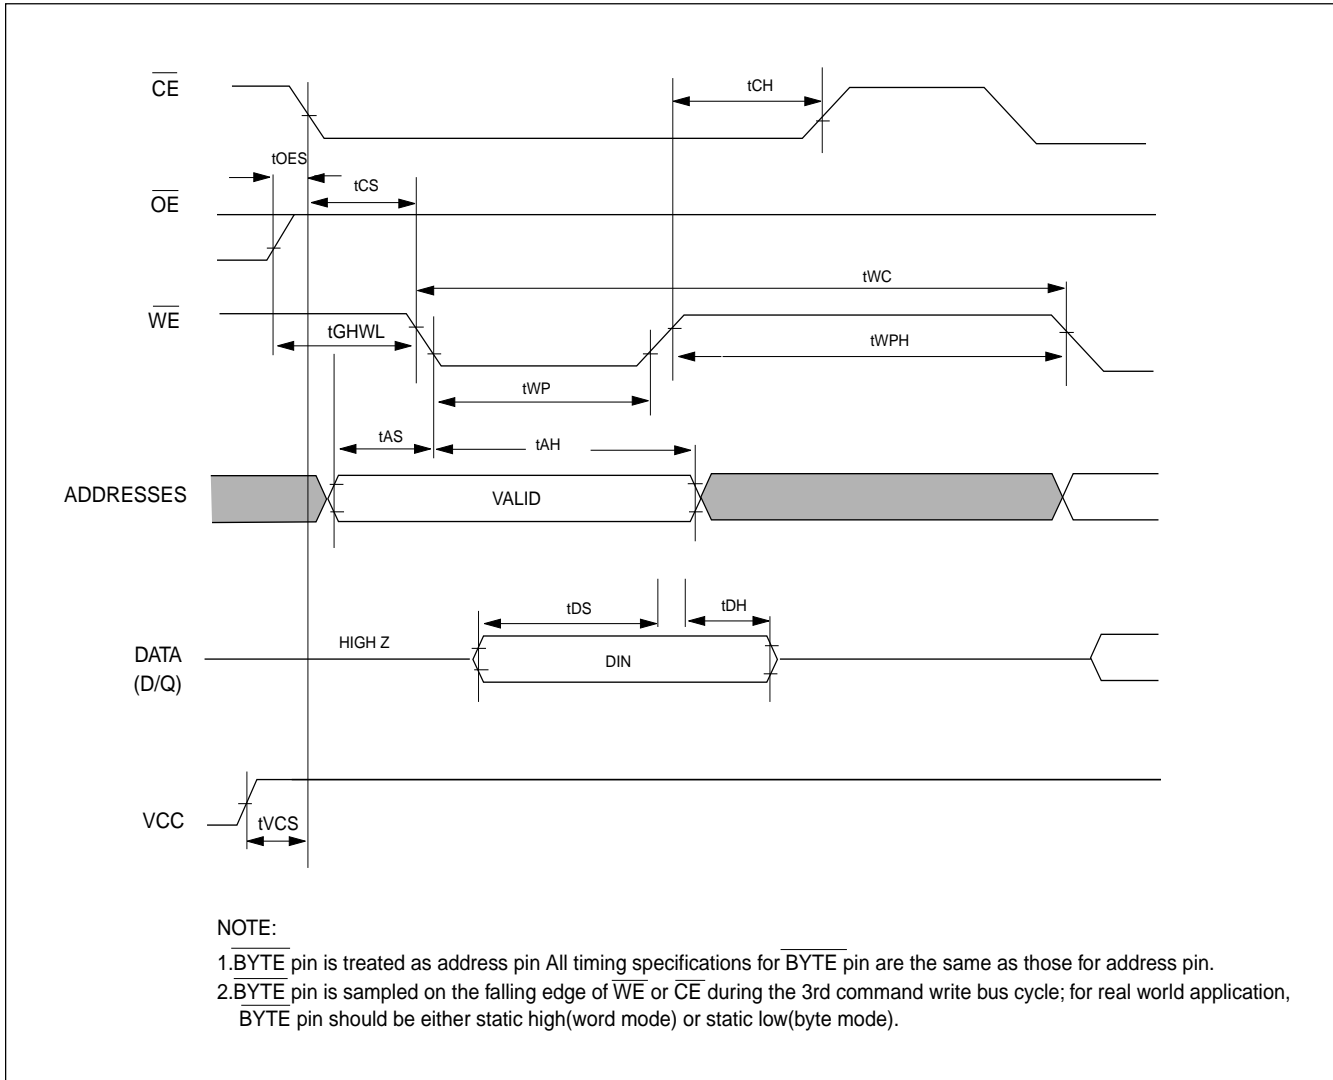 CE
tCH
tOES
tCS
OE
tWC
WE
tGHWL
tWPH
tWP
tAS
tAH
ADDRESSES
VALID
tDS
tDH
HIGH Z
DATA
(D/Q)
DIN
VCC
tVCS
NOTE:
1.BYTE pin is treated as address pin All timing specifications for BYTE pin are the same as those for address pin.
2.BYTE pin is sampled on the falling edge of WE or CE during the 3rd command write bus cycle; for real world application,
BYTE pin should be either static high(word mode) or static low(byte mode).